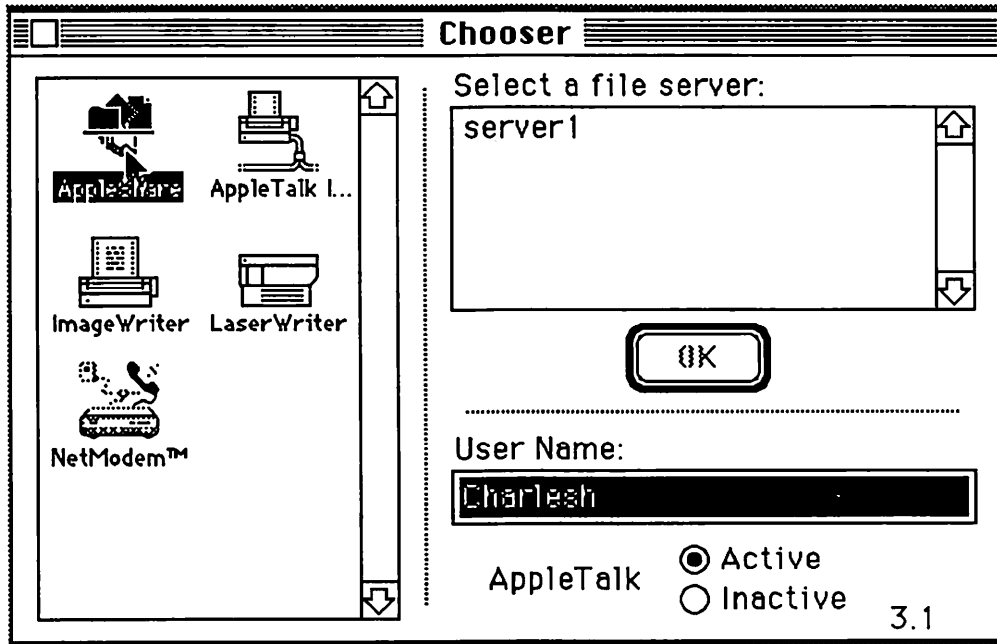 Chooser
AppleShare
AppleTalk I...
ImageWriter
LaserWriter
NetModem™
Select a file server:
server1
OK
User Name:
Charlesh
AppleTalk
Active
Inactive
3.1